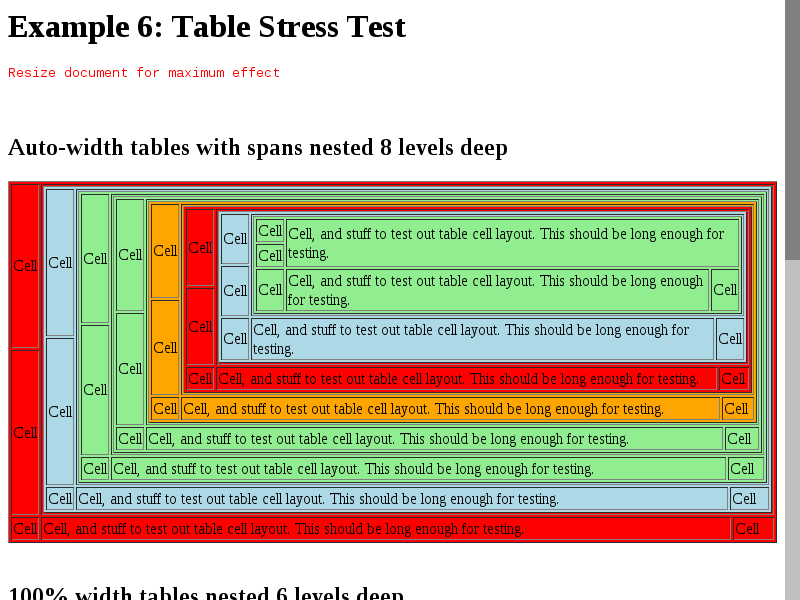 Example 6: Table Stress Test
Resize document for maximum effect
Auto-width tables with spans nested 8 levels deep
Cell
Cell
Cell
Cell
Cell
Cell
Cell
Cell Cell, and stuff to test out table cell layout. This should be long enough for
testing.
Cell
Cell
Cell Cell, and stuff to test out table cell layout. This should be long enough
for testing. Cell
Cell
Cell
Cell
Cell
Cell, and stuff to test out table cell layout. This should be long enough for
testing. Cell
Cell
Cell
Cell Cell, and stuff to test out table cell layout. This should be long enough for testing. Cell
Cell
Cell Cell, and stuff to test out table cell layout. This should be long enough for testing. Cell
Cell
Cell
Cell Cell, and stuff to test out table cell layout. This should be long enough for testing. Cell
Cell Cell, and stuff to test out table cell layout. This should be long enough for testing. Cell
Cell Cell, and stuff to test out table cell layout. This should be long enough for testing. Cell
Cell Cell, and stuff to test out table cell layout. This should be long enough for testing. Cell
100% width tables nested 6 levels deep